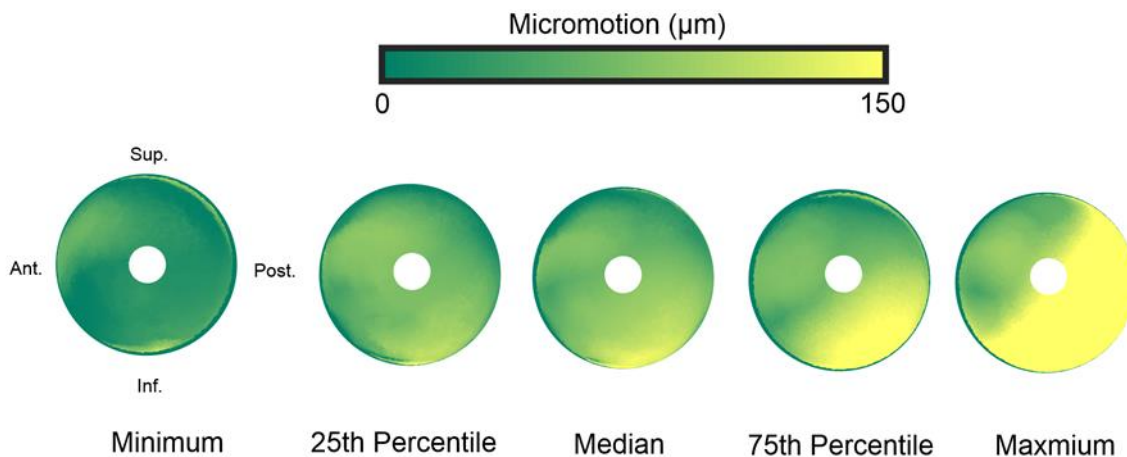 Micromotion (μm)
0 150
Sup.
Ant. Post.
Inf.
Minimum 25th Percentile Median 75th Percentile Maxmium